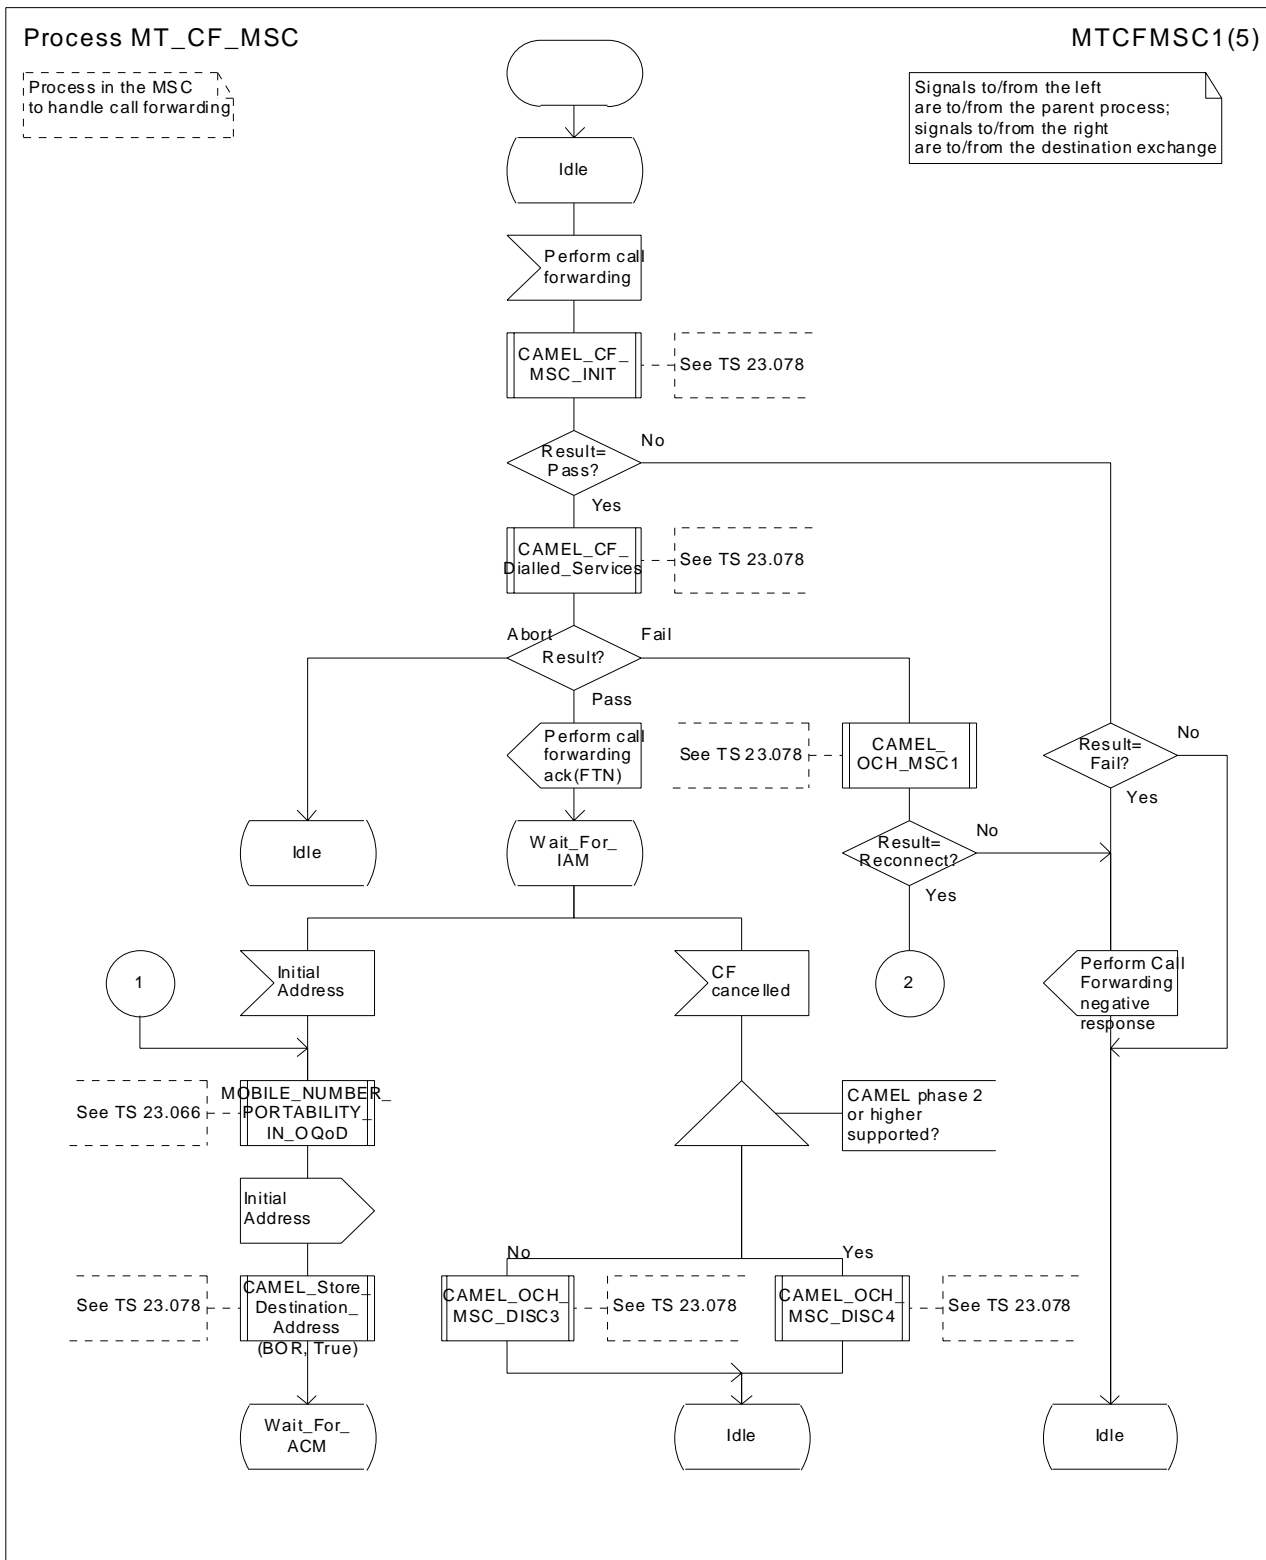 Process MT_CF_MSC
MTCFMSC1(5)
Process in the MSC
to handle call forwarding
Signals to/from the left
are to/from the parent process;
signals to/from the right
are to/from the destination exchange
Idle
Perform call
forwarding
CAMEL_CF_
MSC_INIT
See TS 23.078
Result=
Pass?
No
Yes
CAMEL_CF_
Dialled_Services
See TS 23.078
Abort
Fail
Result?
Pass
Perform call
forwarding
ack(FTN)
See TS 23.078
CAMEL_
OCH_MSC1
Result=
Fail?
No
Yes
Idle
Wait_For_
IAM
Result=
Reconnect?
No
Yes
1
Initial
Address
CF
cancelled
2
Perform Call
Forwarding
negative
response
See TS 23.066
MOBILE_NUMBER_
PORTABILITY_
IN_OQoD
CAMEL phase 2
or higher
supported?
Initial
Address
No
Yes
See TS 23.078
CAMEL_Store_
Destination_
Address
(BOR, True)
CAMEL_OCH_
MSC_DISC3
See TS 23.078
CAMEL_OCH_
MSC_DISC4
See TS 23.078
Wait_For_
ACM
Idle
Idle